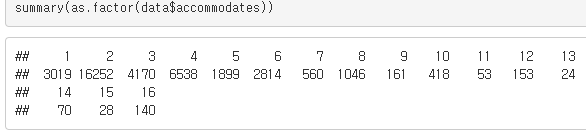 summary(as.factor(data$accommodates))
## 1 2 3 4 5 6 7 8 9 10 11 12 13
## 3019 16252 4170 6538 1899 2814 560 1046 161 418 53 153 24
## 14 15 16
## 70 28 140